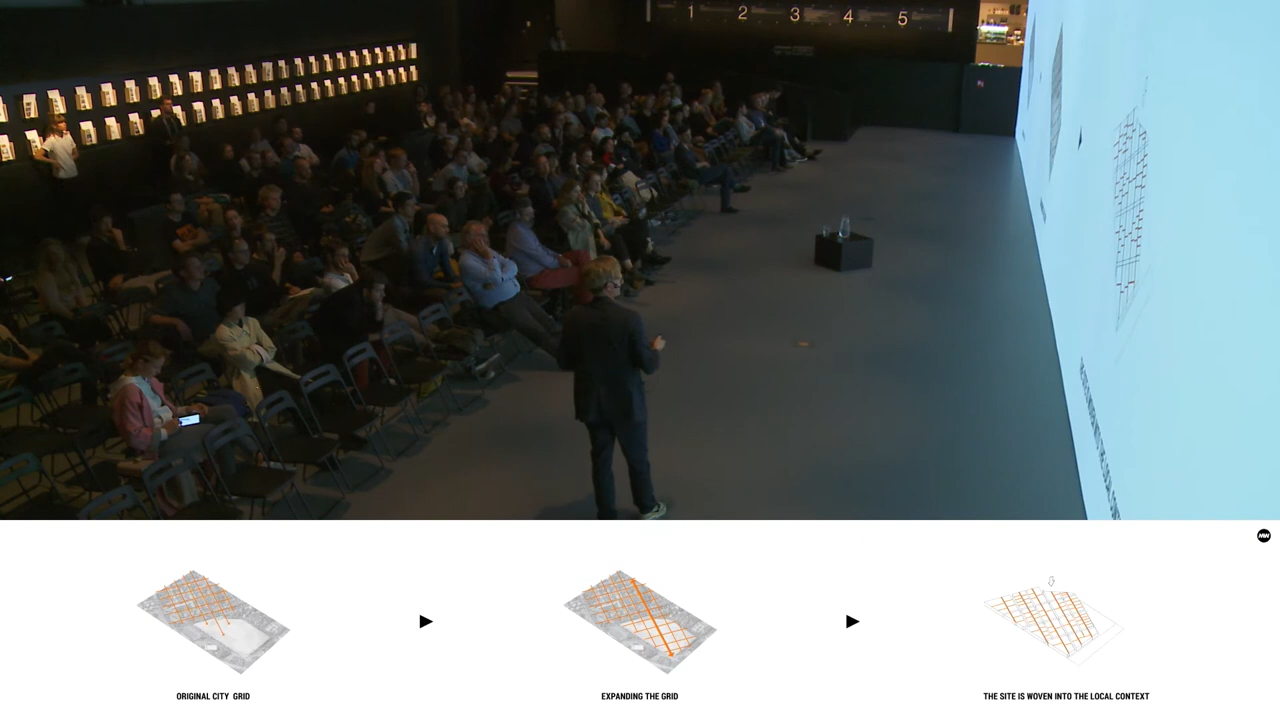 1 2 3 4 5
MW
ORIGINAL CITY GRID
EXPANDING THE GRID
THE SITE IS WOVEN INTO THE LOCAL CONTEXT